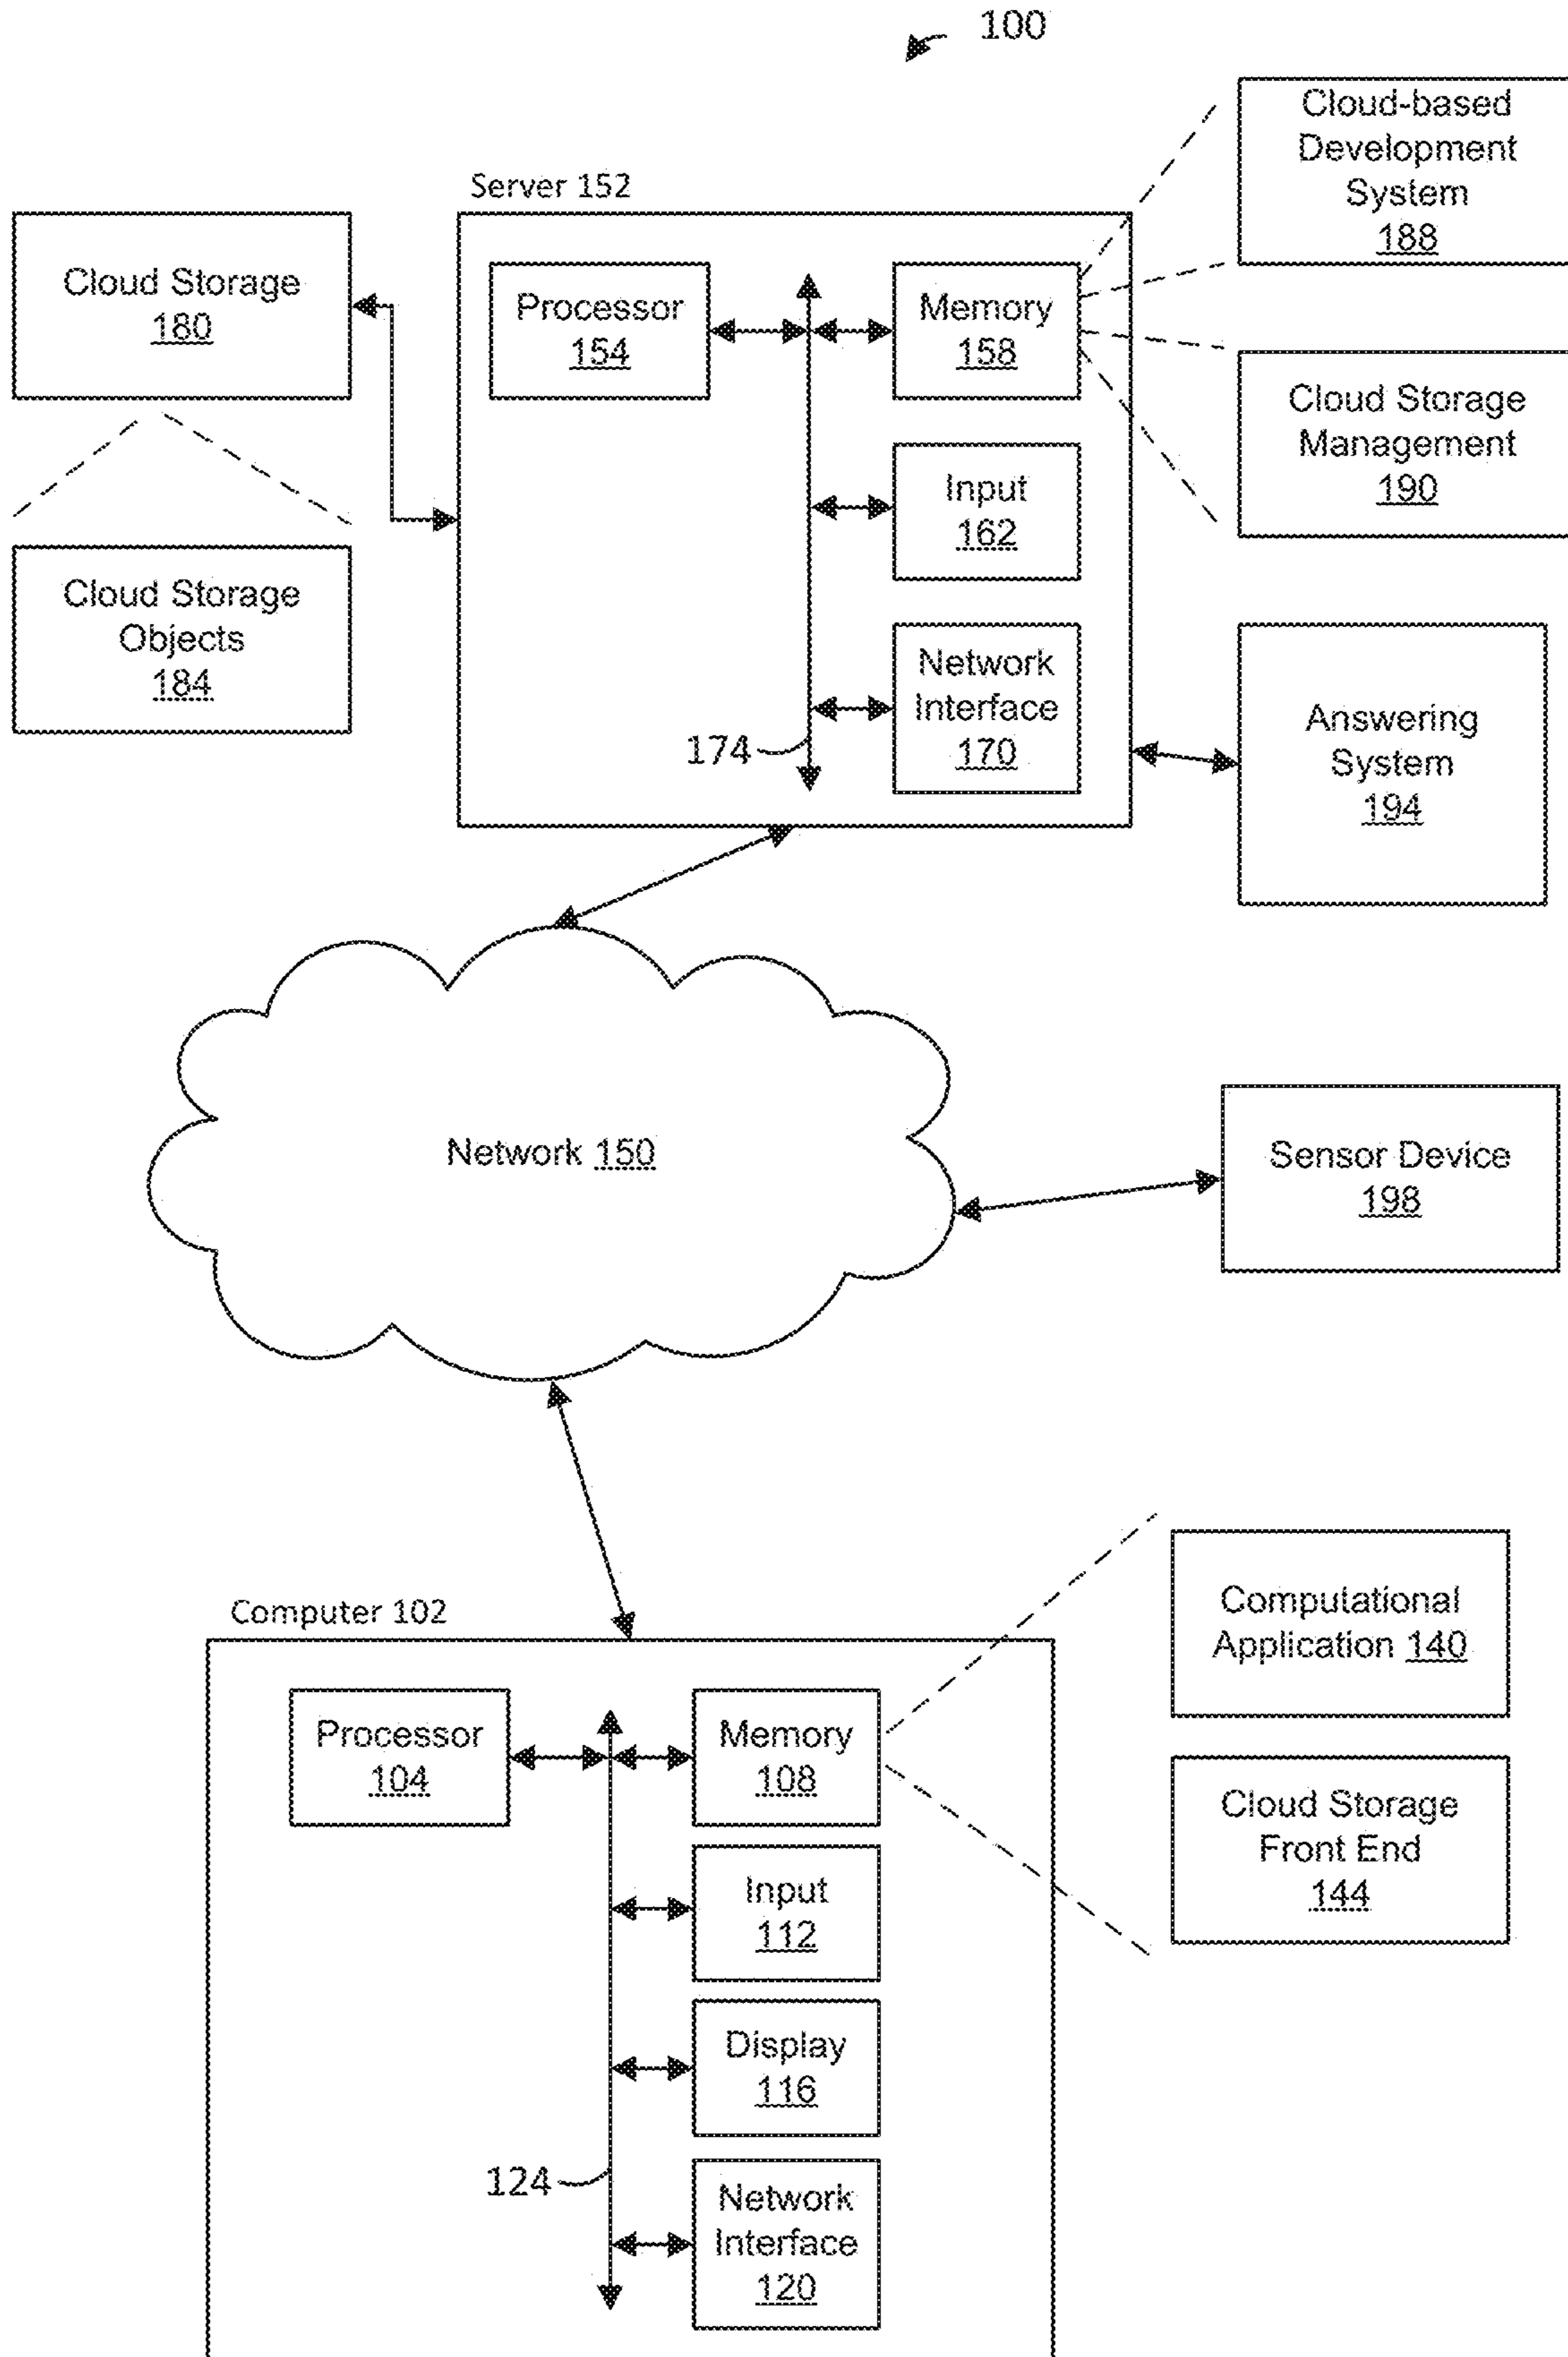 100
Cloud-based
Development
System
188
Server 152
Cloud Storage
180
Processor
154
Memory
158
Cloud Storage
Management
190
Input
162
Cloud Storage
Objects
184
Network
Interface
170
174
Answering
System
194
Network 150
Sensor Device
198
Computational
Application 140
Computer 102
Processor
104
Memory
108
Cloud Storage
Front End
144
Input
112
Display
116
124
Network
Interface
120